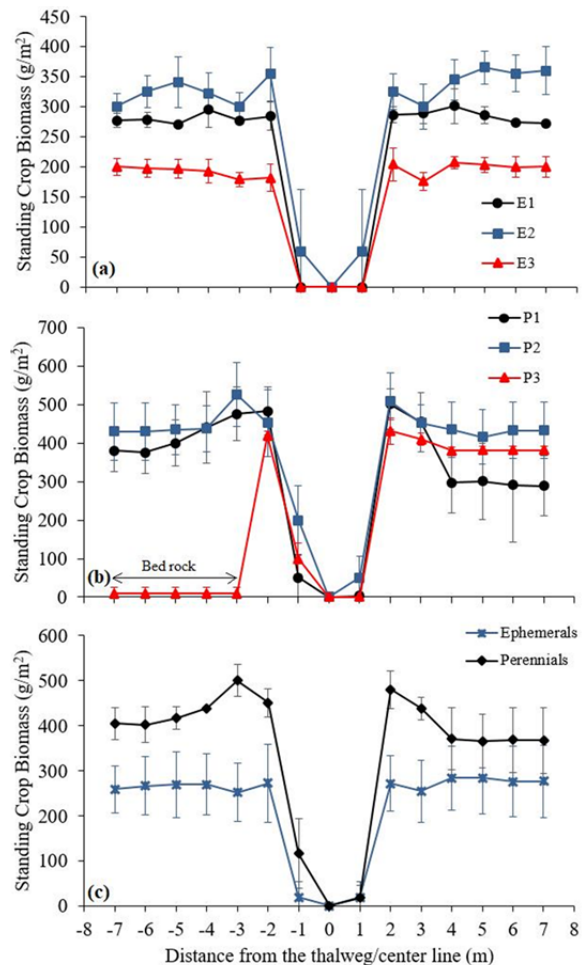 Standing Crop Biomass (g/m²)
450
400
350
300
250
200
150
100
50
0
(a)
E1
E2
E3
Standing Crop Biomass (g/m²)
700
600
500
400
300
200
100
0
(b)
Bed rock
P1
P2
P3
Standing Crop Biomass (g/m²)
600
500
400
300
200
100
0
(c)
Ephemerals
Perennials
-8 -7 -6 -5 -4 -3 -2 -1 0 1 2 3 4 5 6 7 8
Distance from the thalweg/center line (m)